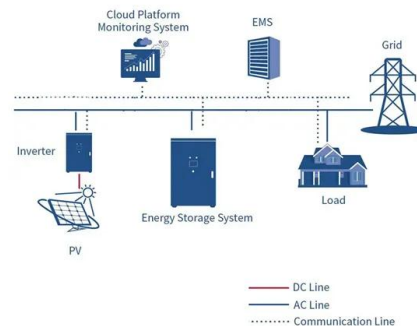 Cloud Platform
Monitoring System
EMS
Grid
Inverter
Energy Storage System
Load
PV
DC Line
AC Line
Communication Line